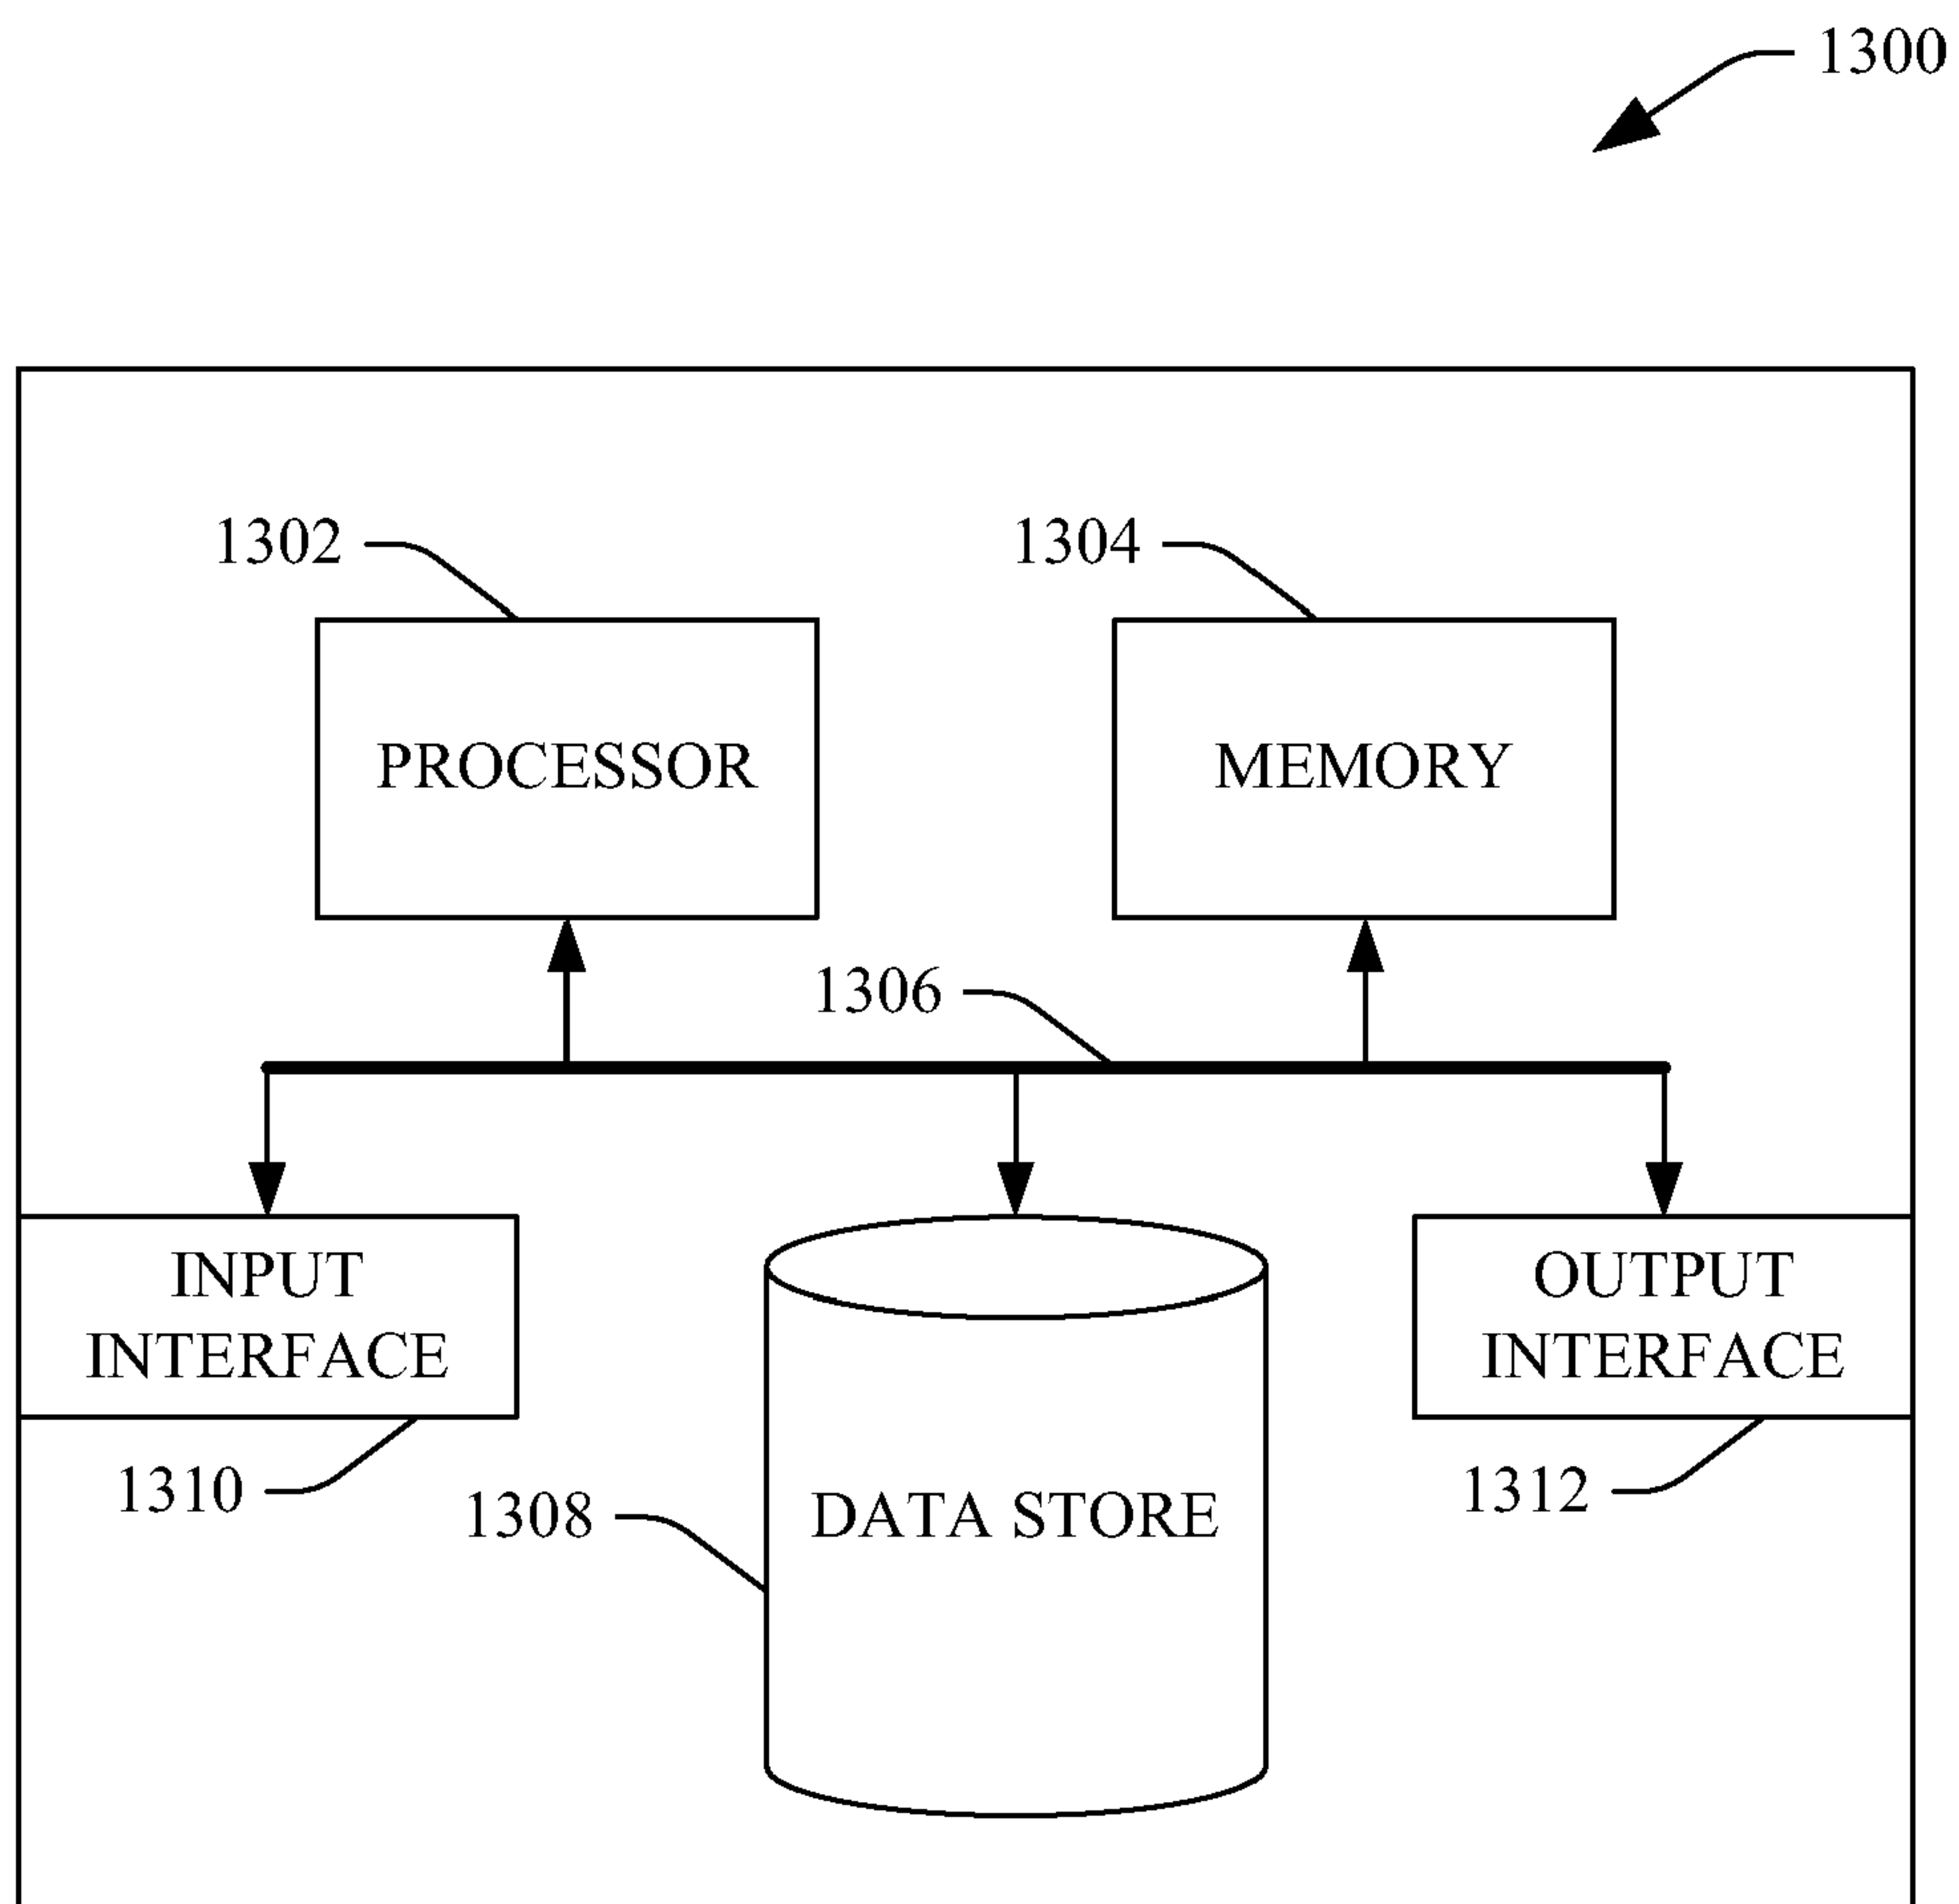 1300
1302
1304
PROCESSOR
MEMORY
1306
INPUT
INTERFACE
OUTPUT
INTERFACE
1310
1308
DATA STORE
1312